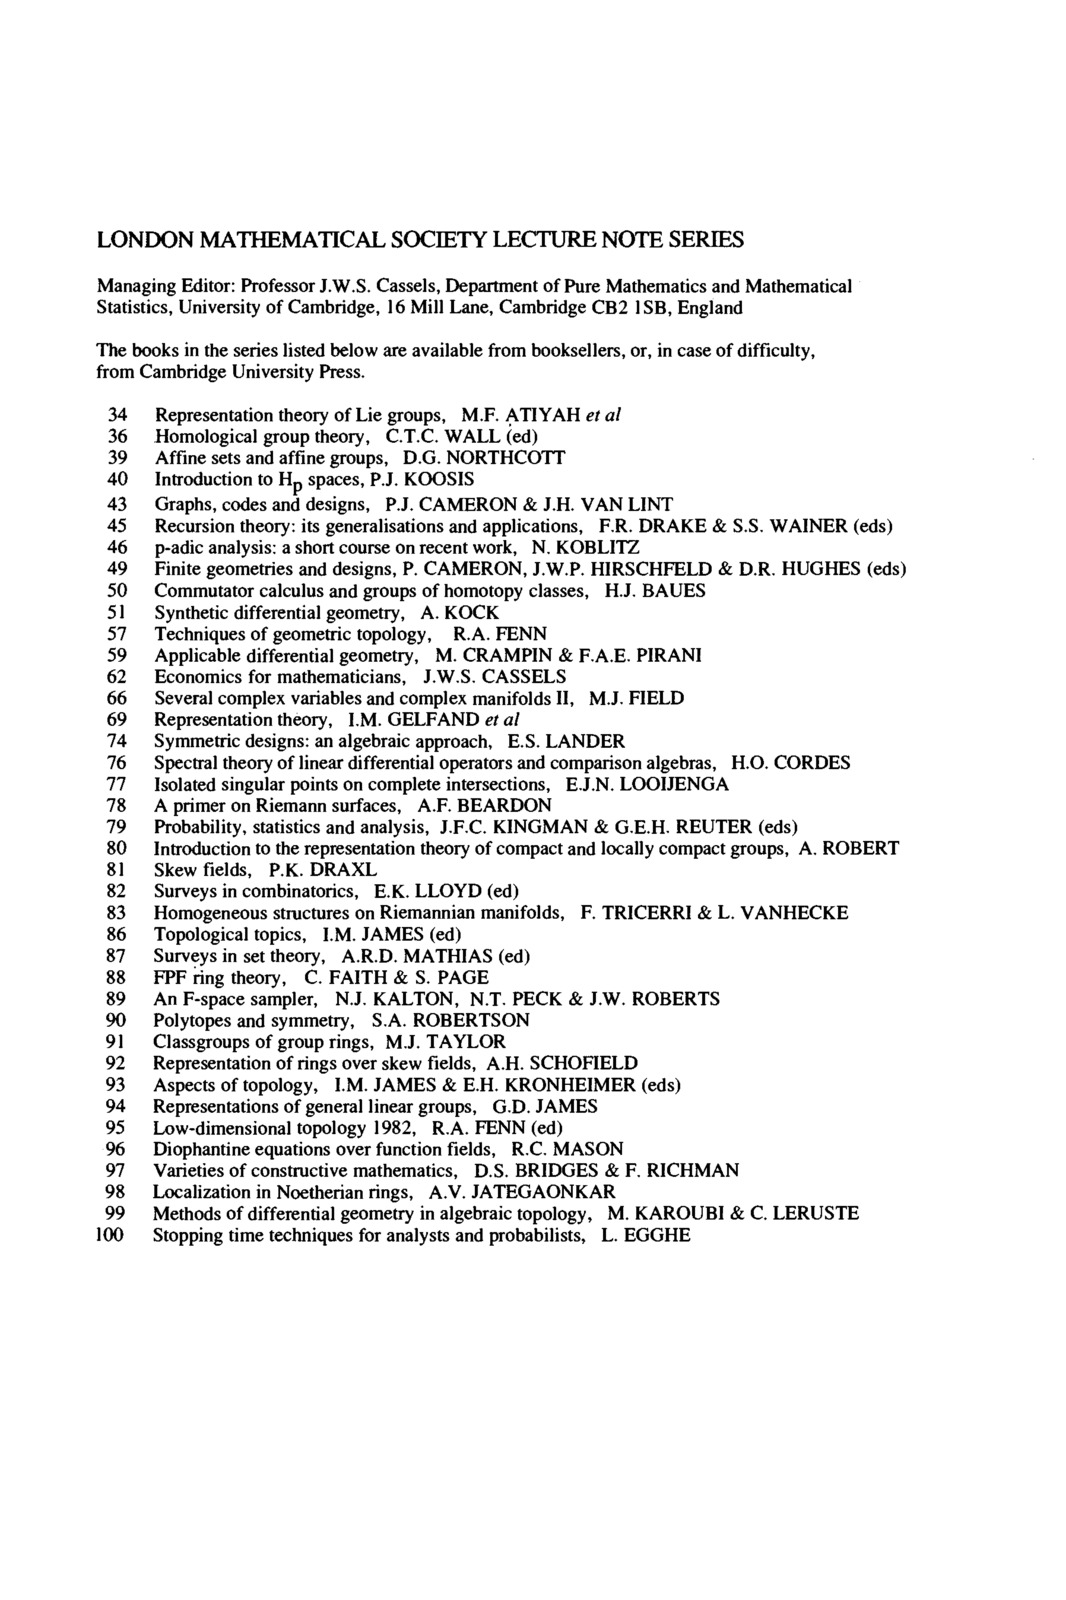 LONDON MATHEMATICAL SOCIETY LECTURE NOTE SERIES
Managing Editor: Professor J.W.S. Cassels, Department of Pure Mathematics and Mathematical
Statistics, University of Cambridge, 16 Mill Lane, Cambridge CB2 1SB, England
The books in the series listed below are available from booksellers, or, in case of difficulty,
from Cambridge University Press.
34 Representation theory of Lie groups, M.F. ATIYAH et al
36 Homological group theory, C.T.C. WALL (ed)
39 Affine sets and affine groups, D.G. NORTHCOTT
40 Introduction to Hp spaces, P.J. KOOSIS
43 Graphs, codes and designs, P.J. CAMERON & J.H. VAN LINT
45 Recursion theory: its generalisations and applications, F.R. DRAKE & S.S. WAINER (eds)
46 p-adic analysis: a short course on recent work, N. KOBLITZ
49 Finite geometries and designs, P. CAMERON, J.W.P. HIRSCHFELD & D.R. HUGHES (eds)
50 Commutator calculus and groups of homotopy classes, H.J. BAUES
51 Synthetic differential geometry, A. KOCK
57 Techniques of geometric topology, R.A. FENN
59 Applicable differential geometry, M. CRAMPIN & F.A.E. PIRANI
62 Economics for mathematicians, J.W.S. CASSELS
66 Several complex variables and complex manifolds II, M.J. FIELD
69 Representation theory, I.M. GELFAND et al
74 Symmetric designs: an algebraic approach, E.S. LANDER
76 Spectral theory of linear differential operators and comparison algebras, H.O. CORDES
77 Isolated singular points on complete intersections, E.J.N. LOOIJENGA
78 A primer on Riemann surfaces, A.F. BEARDON
79 Probability, statistics and analysis, J.F.C. KINGMAN & G.E.H. REUTER (eds)
80 Introduction to the representation theory of compact and locally compact groups, A. ROBERT
81 Skew fields, P.K. DRAXL
82 Surveys in combinatorics, E.K. LLOYD (ed)
83 Homogeneous structures on Riemannian manifolds, F. TRICERRI & L. VANHECKE
86 Topological topics, I.M. JAMES (ed)
87 Surveys in set theory, A.R.D. MATHIAS (ed)
88 FPF ring theory, C. FAITH & S. PAGE
89 An F-space sampler, N.J. KALTON, N.T. PECK & J.W. ROBERTS
90 Polytopes and symmetry, S.A. ROBERTSON
91 Classgroups of group rings, M.J. TAYLOR
92 Representation of rings over skew fields, A.H. SCHOFIELD
93 Aspects of topology, I.M. JAMES & E.H. KRONHEIMER (eds)
94 Representations of general linear groups, G.D. JAMES
95 Low-dimensional topology 1982, R.A. FENN (ed)
96 Diophantine equations over function fields, R.C. MASON
97 Varieties of constructive mathematics, D.S. BRIDGES & F. RICHMAN
98 Localization in Noetherian rings, A.V. JATEGAONKAR
99 Methods of differential geometry in algebraic topology, M. KAROUBI & C. LERUSTE
100 Stopping time techniques for analysts and probabilists, L. EGGHE